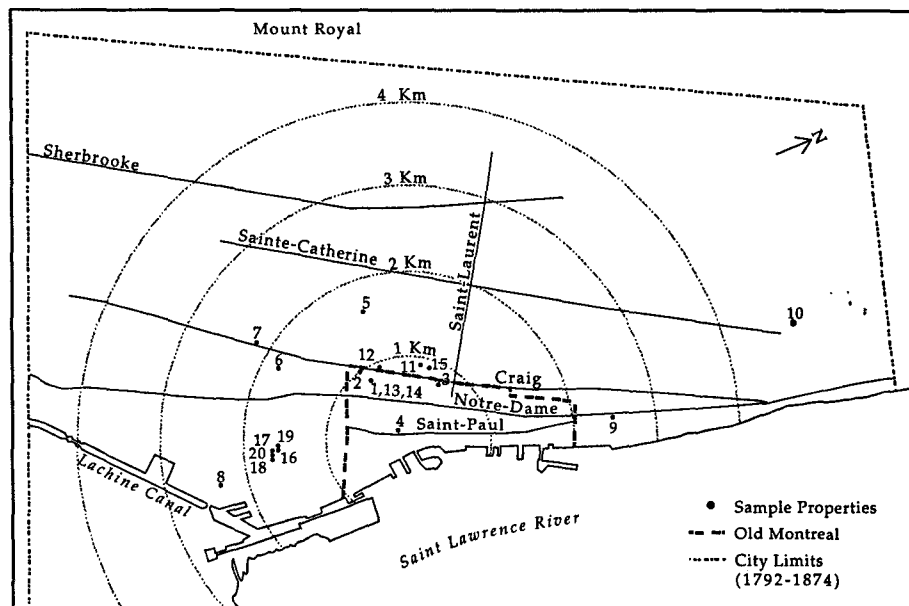 Mount Royal
4 Km
N
Sherbrooke
3 Km
Saint-Laurent
Sainte-Catherine
2 Km
5
10
7
1 Km
12
6
11
15
2
3
Craig
1,13,14
Notre-Dame
4
Saint-Paul
9
17
19
20
16
18
8
Lachine Canal
Saint Lawrence River
Sample Properties
Old Montreal
City Limits
(1792-1874)